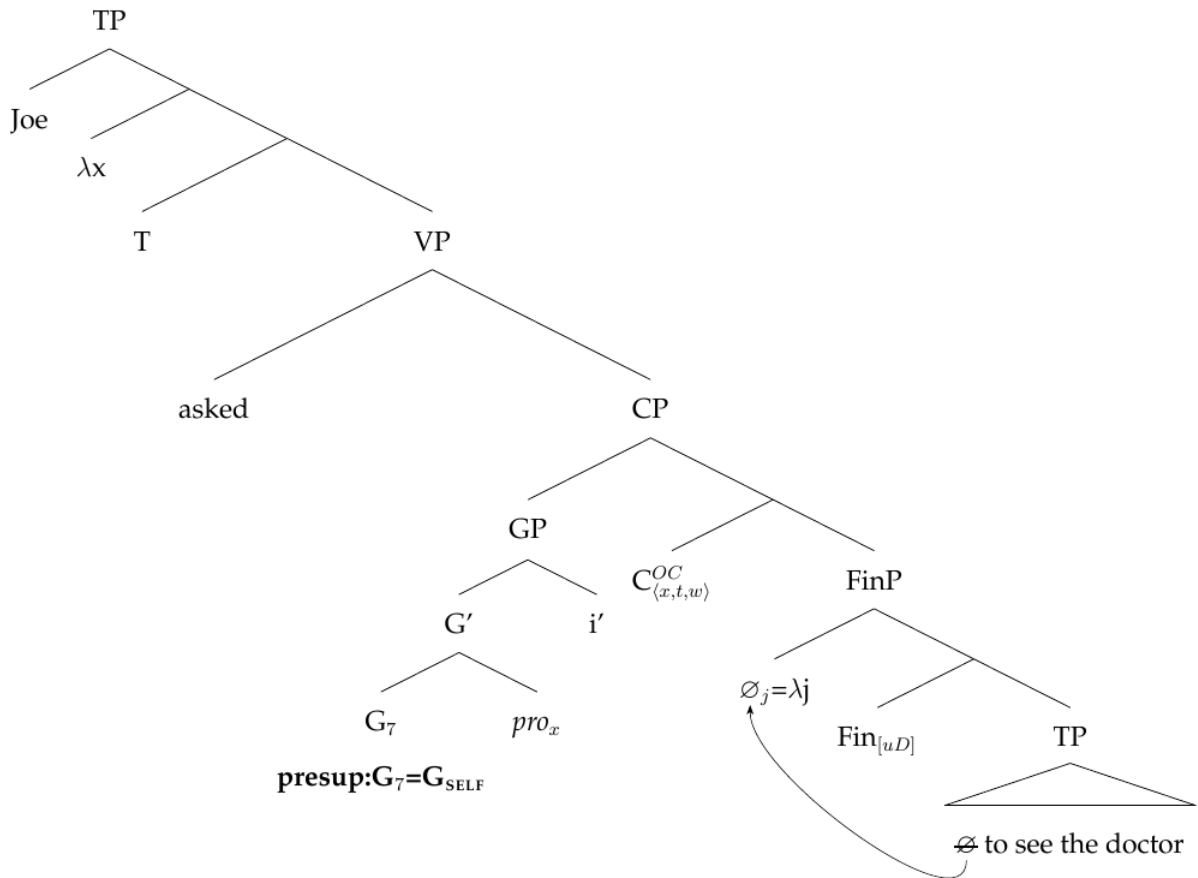 TP
Joe
λx
T
VP
asked
CP
GP
C^{OC}_{⟨x,t,w⟩}
FinP
G′
i′
∅_j=λj
G₇
pro_x
Fin_{[uD]}
TP
presup:G₇=G_SELF
∅ to see the doctor